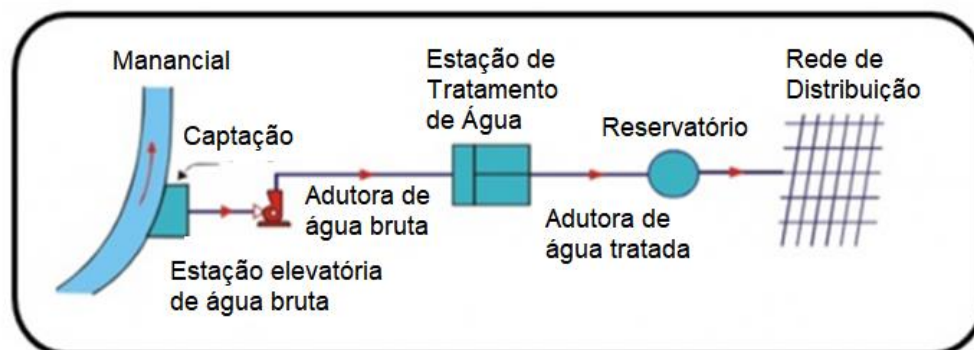 Manancial
Captação
Estação elevatória
de água bruta
Adutora de
água bruta
Estação de
Tratamento
de Água
Adutora de
água tratada
Reservatório
Rede de
Distribuição